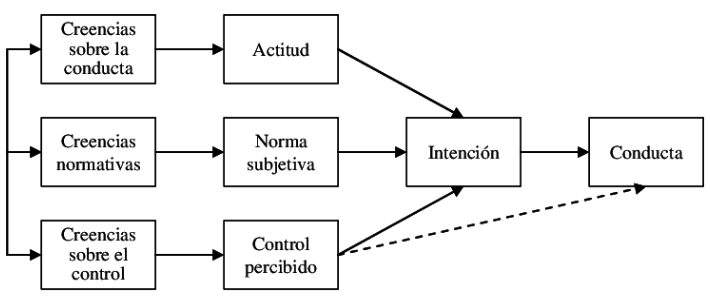 Creencias
sobre la
conducta
Actitud
Creencias
normativas
Norma
subjetiva
Intención
Conducta
Creencias
sobre el
control
Control
percibido